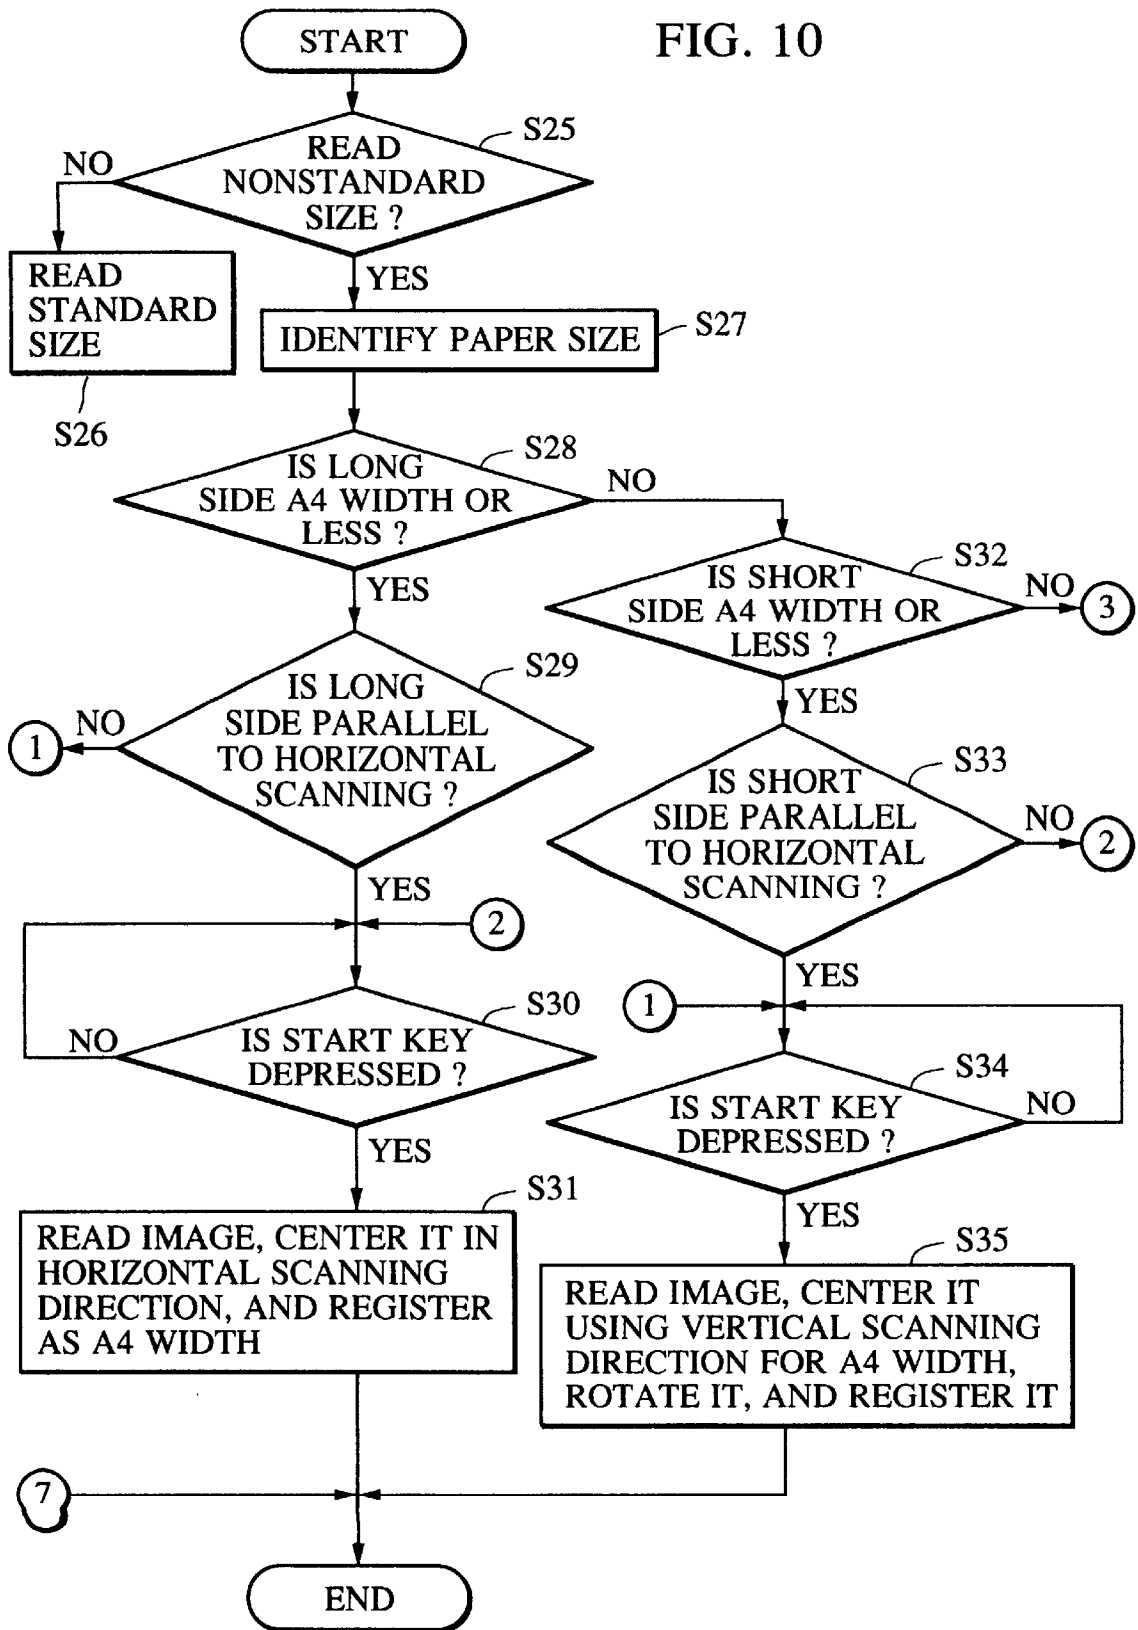 START
FIG. 10
S25
READ
NONSTANDARD
SIZE ?
NO
YES
READ
STANDARD
SIZE
S26
IDENTIFY PAPER SIZE
S27
S28
IS LONG
SIDE A4 WIDTH OR
LESS ?
NO
YES
S32
IS SHORT
SIDE A4 WIDTH OR
LESS ?
NO
3
YES
S29
IS LONG
SIDE PARALLEL
TO HORIZONTAL
SCANNING ?
NO
1
YES
S33
IS SHORT
SIDE PARALLEL
TO HORIZONTAL
SCANNING ?
NO
2
YES
2
S30
IS START KEY
DEPRESSED ?
NO
YES
1
S34
IS START KEY
DEPRESSED ?
NO
YES
S31
READ IMAGE, CENTER IT IN
HORIZONTAL SCANNING
DIRECTION, AND REGISTER
AS A4 WIDTH
S35
READ IMAGE, CENTER IT
USING VERTICAL SCANNING
DIRECTION FOR A4 WIDTH,
ROTATE IT, AND REGISTER IT
7
END